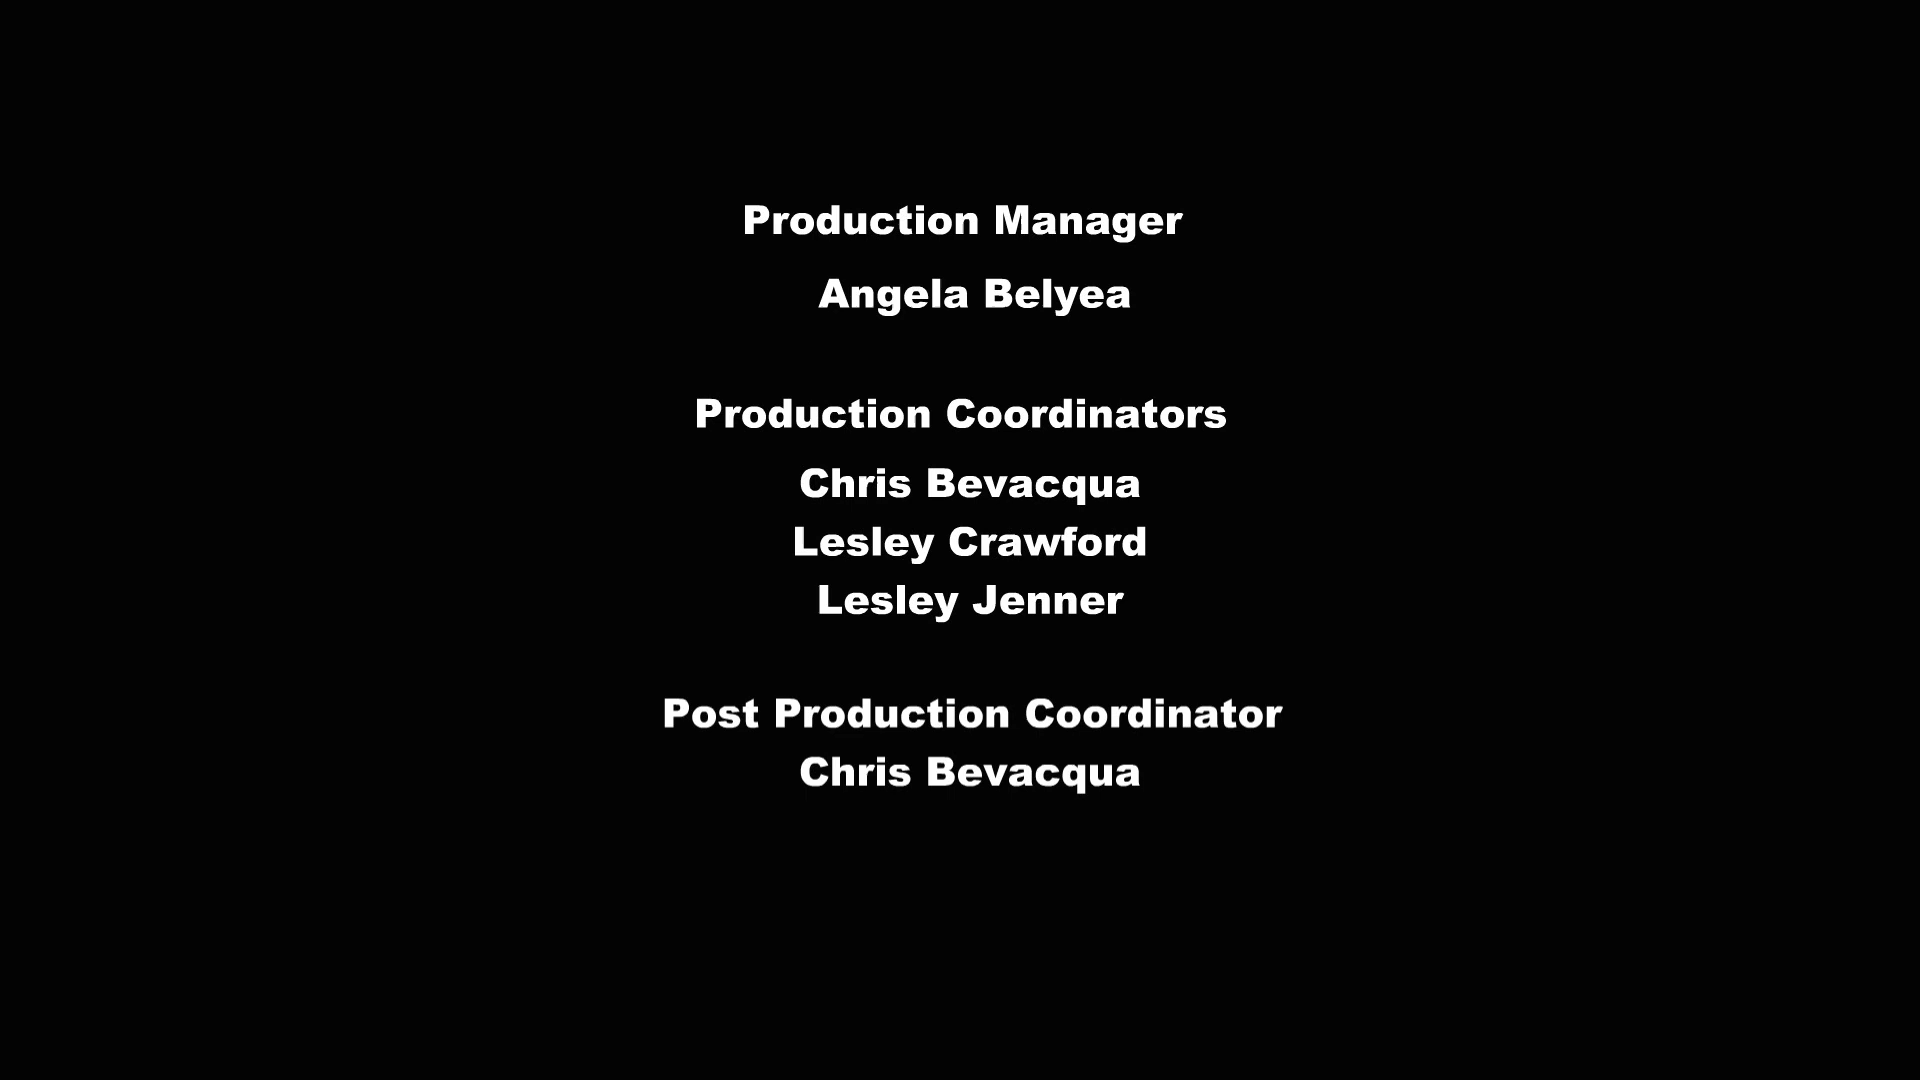 Production Manager
Angela Belyea
Production Coordinators
Chris Bevacqua
Lesley Crawford
Lesley Jenner
Post Production Coordinator
Chris Bevacqua